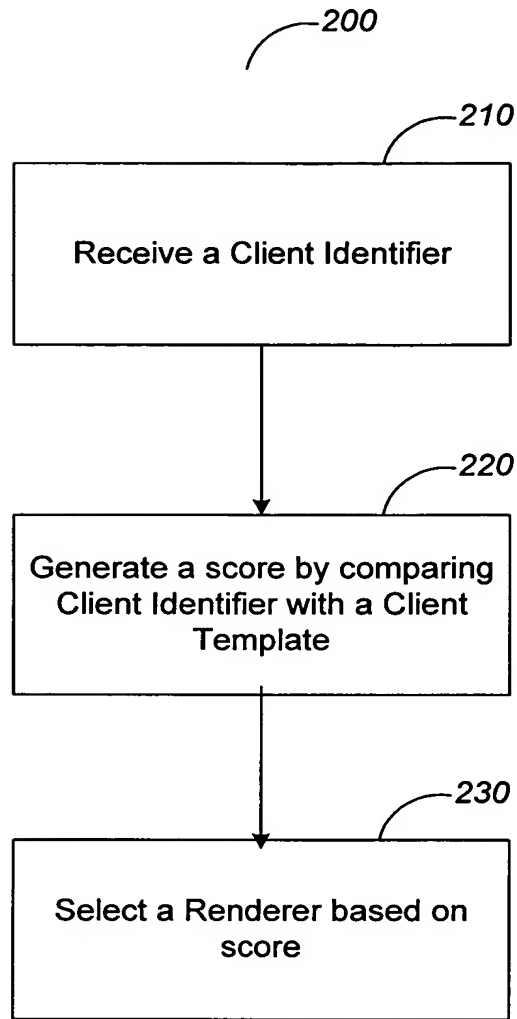 200
210
Receive a Client Identifier
220
Generate a score by comparing
Client Identifier with a Client
Template
230
Select a Renderer based on
score